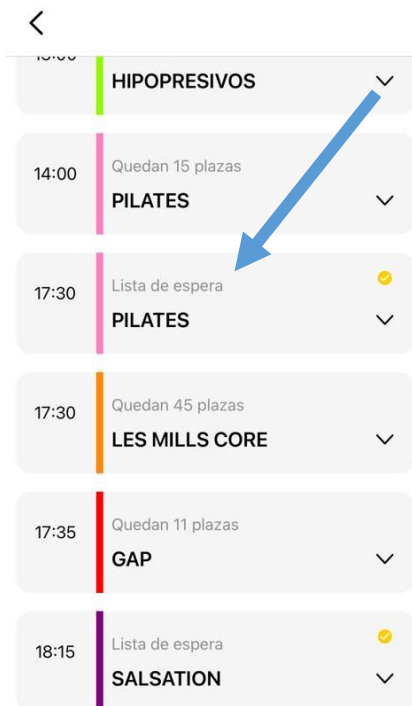 HIPOPRESIVOS
14:00
Quedan 15 plazas
PILATES
17:30
Lista de espera
PILATES
17:30
Quedan 45 plazas
LES MILLS CORE
17:35
Quedan 11 plazas
GAP
18:15
Lista de espera
SALSATION